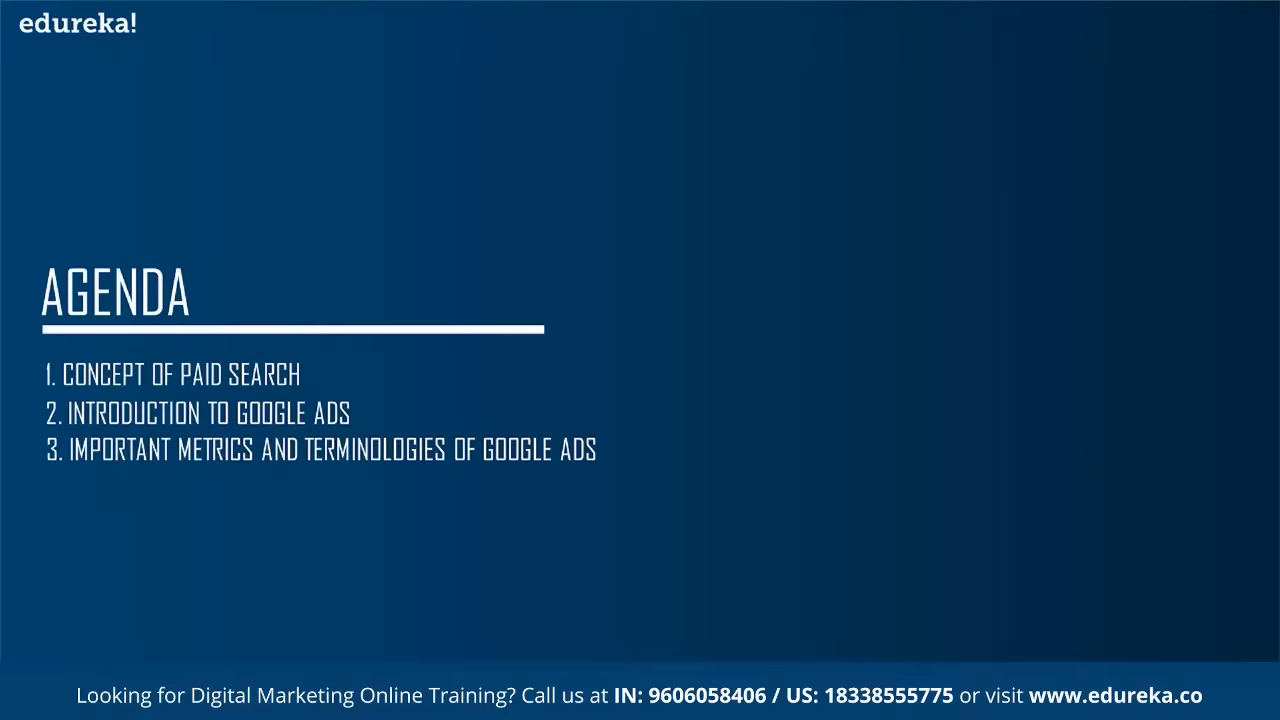 edureka!
AGENDA
1. CONCEPT OF PAID SEARCH
2. INTRODUCTION TO GOOGLE ADS
3. IMPORTANT METRICS AND TERMINOLOGIES OF GOOGLE ADS
Looking for Digital Marketing Online Training? Call us at IN: 9606058406 / US: 18338555775 or visit www.edureka.co